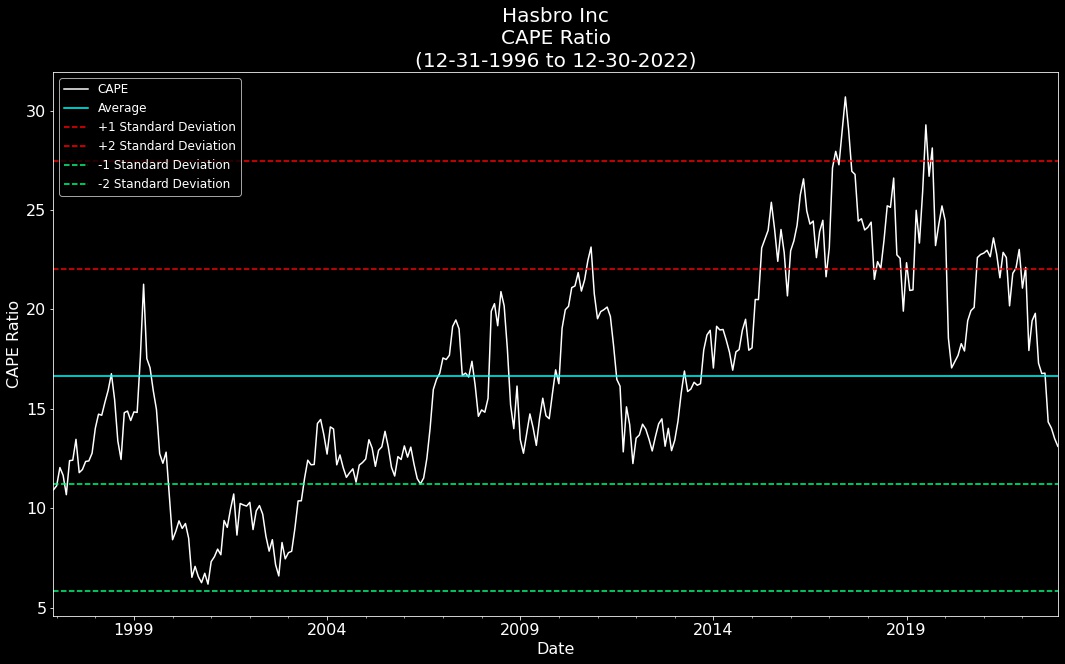 Hasbro Inc
CAPE Ratio
(12-31-1996 to 12-30-2022)
CAPE
Average
+1 Standard Deviation
+2 Standard Deviation
-1 Standard Deviation
-2 Standard Deviation
30
25
20
15
10
5
CAPE Ratio
1999
2004
2009
2014
2019
Date